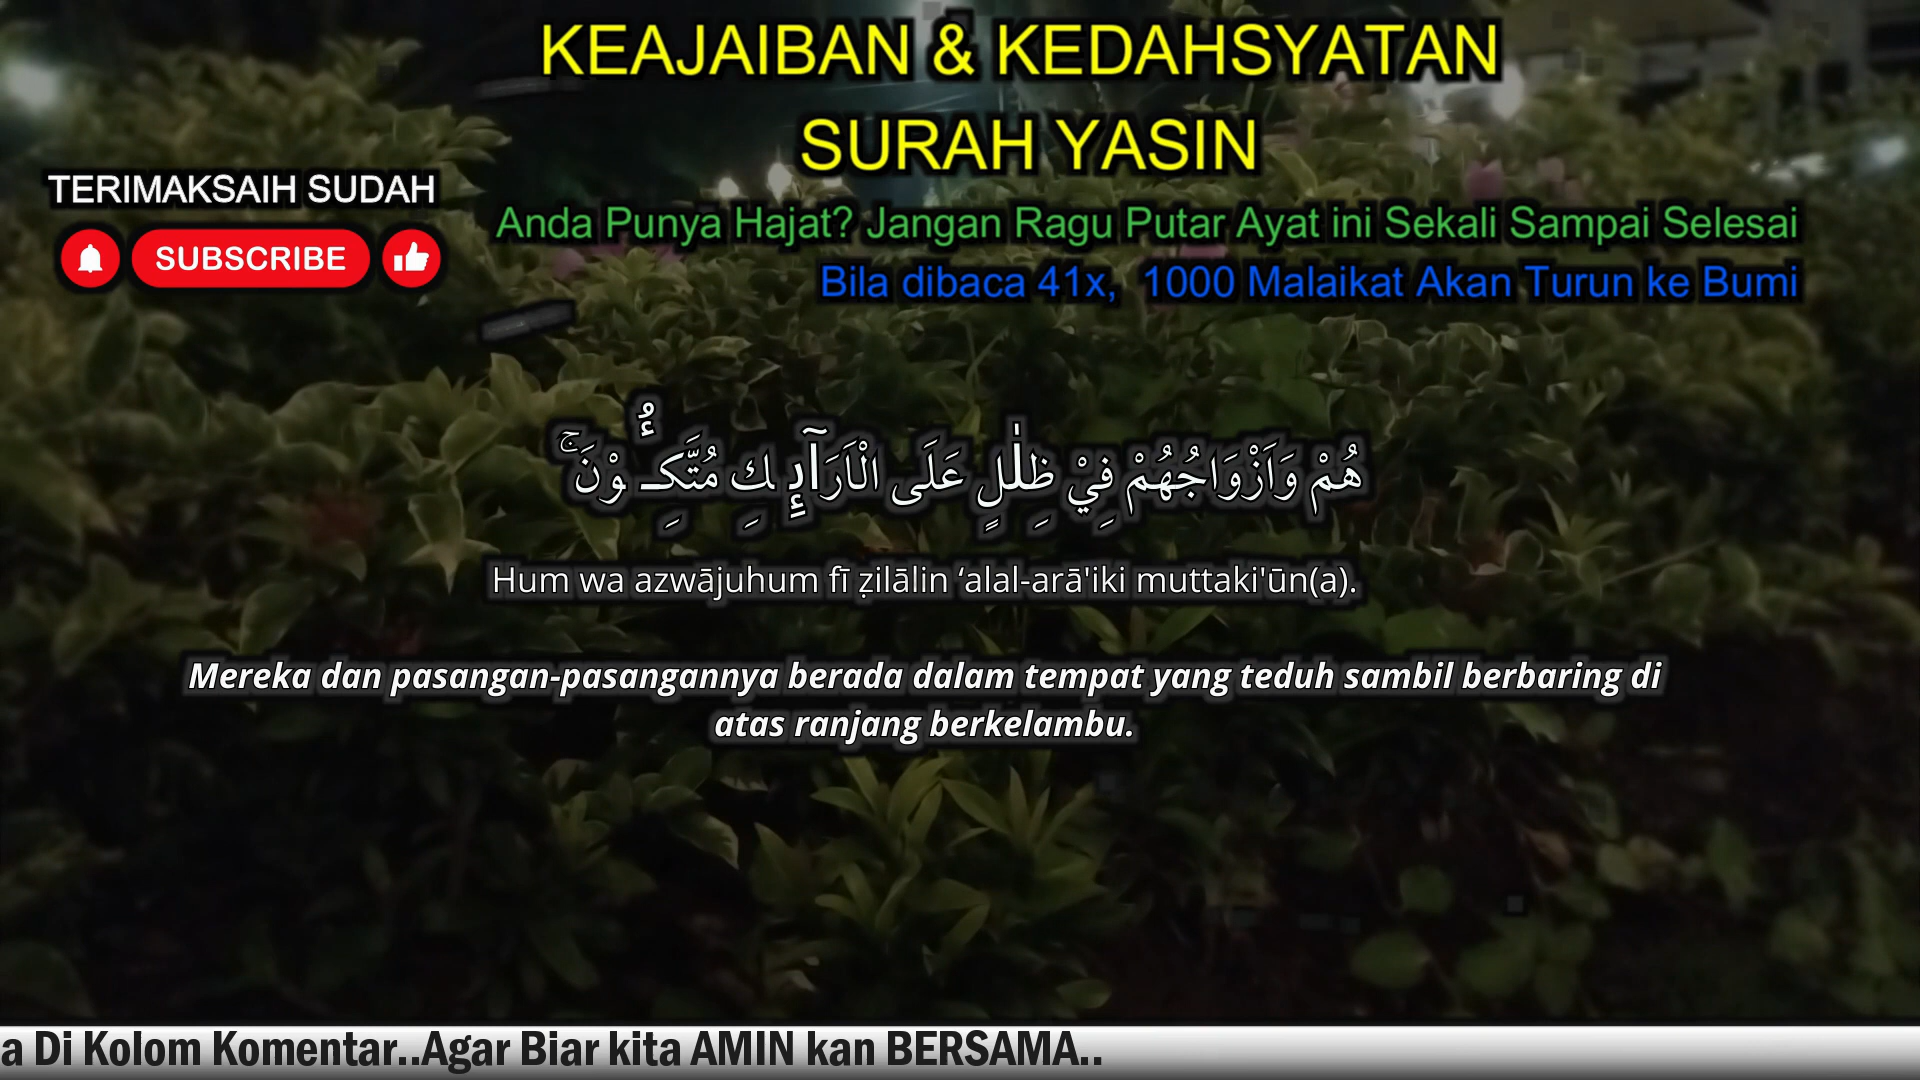 KEAJAIBAN & KEDAHSYATAN
SURAH YASIN
TERIMAKSAIH SUDAH
SUBSCRIBE
Anda Punya Hajat? Jangan Ragu Putar Ayat ini Sekali Sampai Selesai
Bila dibaca 41x, 1000 Malaikat Akan Turun ke Bumi
هُمْ وَاَزْوَاجُهُمْ فِيْ ظِلٰلٍ عَلَى الْاَرَاۤىِٕكِ مُتَّكِـُٔوْنَ ۚ
Hum wa azwājuhum fī ẓilālin ‘alal-arā'iki muttaki'ūn(a).
Mereka dan pasangan-pasangannya berada dalam tempat yang teduh sambil berbaring di
atas ranjang berkelambu.
a Di Kolom Komentar..Agar Biar kita AMIN kan BERSAMA..